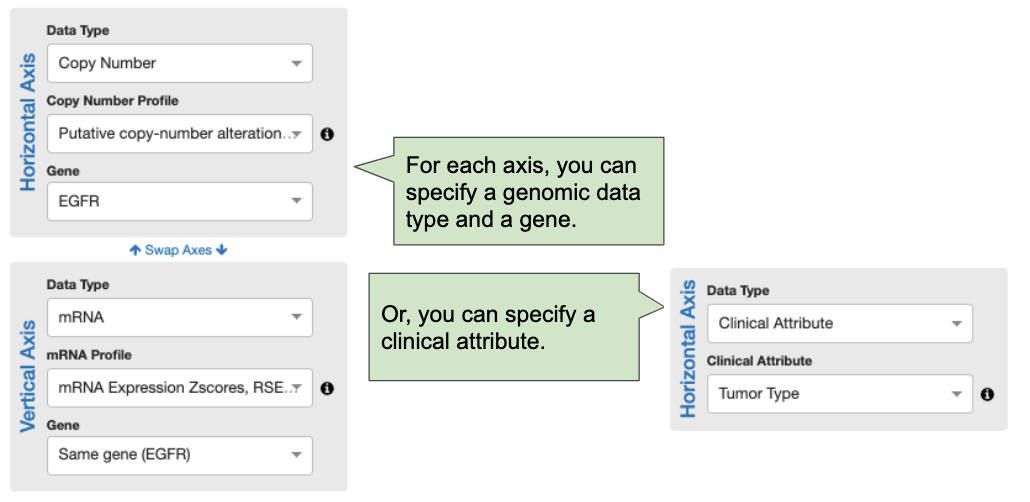 Horizontal Axis
Data Type
Copy Number
Copy Number Profile
Putative copy-number alteration...
Gene
EGFR
For each axis, you can
specify a genomic data
type and a gene.
Swap Axes
Vertical Axis
Data Type
mRNA
mRNA Profile
mRNA Expression Zscores, RSE...
Gene
Same gene (EGFR)
Or, you can specify a
clinical attribute.
Horizontal Axis
Data Type
Clinical Attribute
Clinical Attribute
Tumor Type